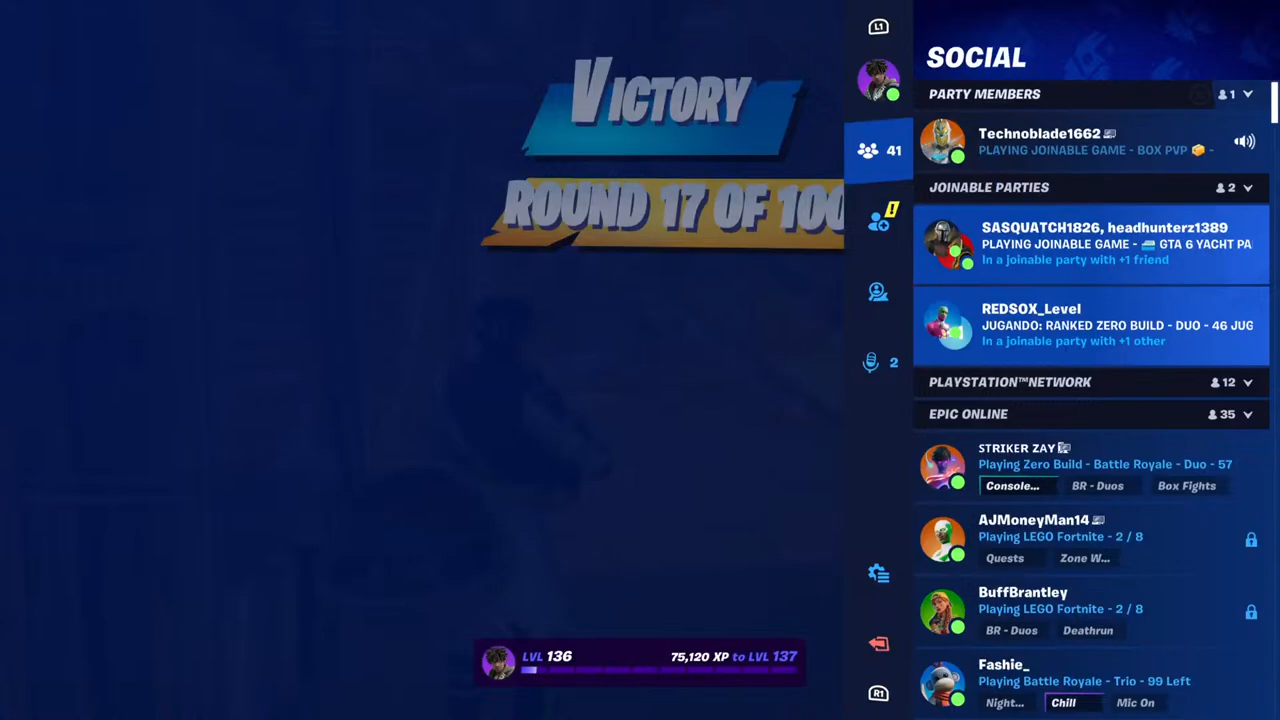 VICTORY
ROUND 17 OF 100
LVL 136
75,120 XP to LVL 137
L1
41
!
2
R1
SOCIAL
PARTY MEMBERS
1
Technoblade1662
PLAYING JOINABLE GAME - BOX PVP 📦 -
JOINABLE PARTIES
2
SASQUATCH1826, headhunterz1389
PLAYING JOINABLE GAME - 🛥 GTA 6 YACHT PA
In a joinable party with +1 friend
REDSOX_Level
JUGANDO: RANKED ZERO BUILD - DUO - 46 JUG
In a joinable party with +1 other
PLAYSTATION™NETWORK
12
EPIC ONLINE
35
STRIKER ZAY
Playing Zero Build - Battle Royale - Duo - 57
Console... BR - Duos Box Fights
AJMoneyMan14
Playing LEGO Fortnite - 2 / 8
Quests Zone W...
BuffBrantley
Playing LEGO Fortnite - 2 / 8
BR - Duos Deathrun
Fashie_
Playing Battle Royale - Trio - 99 Left
Night... Chill Mic On